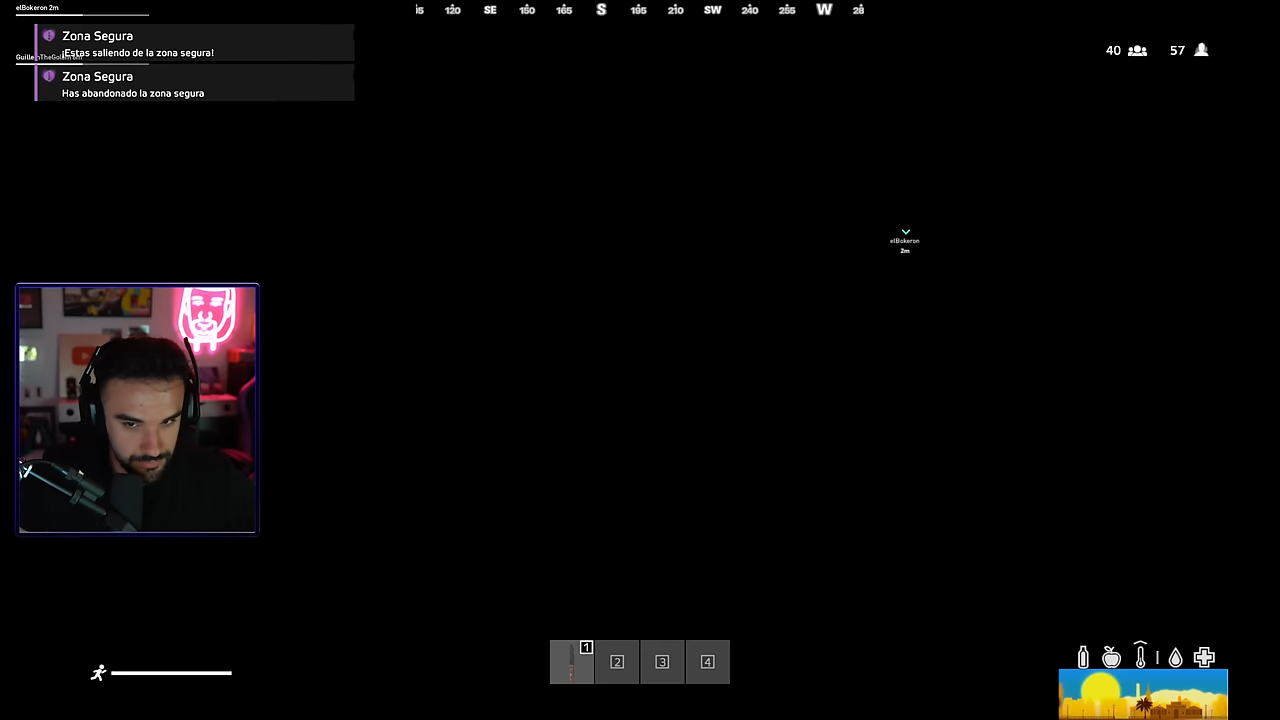 elBokeron 2m
120 SE 150 165 S 195 210 SW 240 255 W 28
Zona Segura
¡Estas saliendo de la zona segura!
Zona Segura
Has abandonado la zona segura
40 57
elBokeron
2m
1 2 3 4